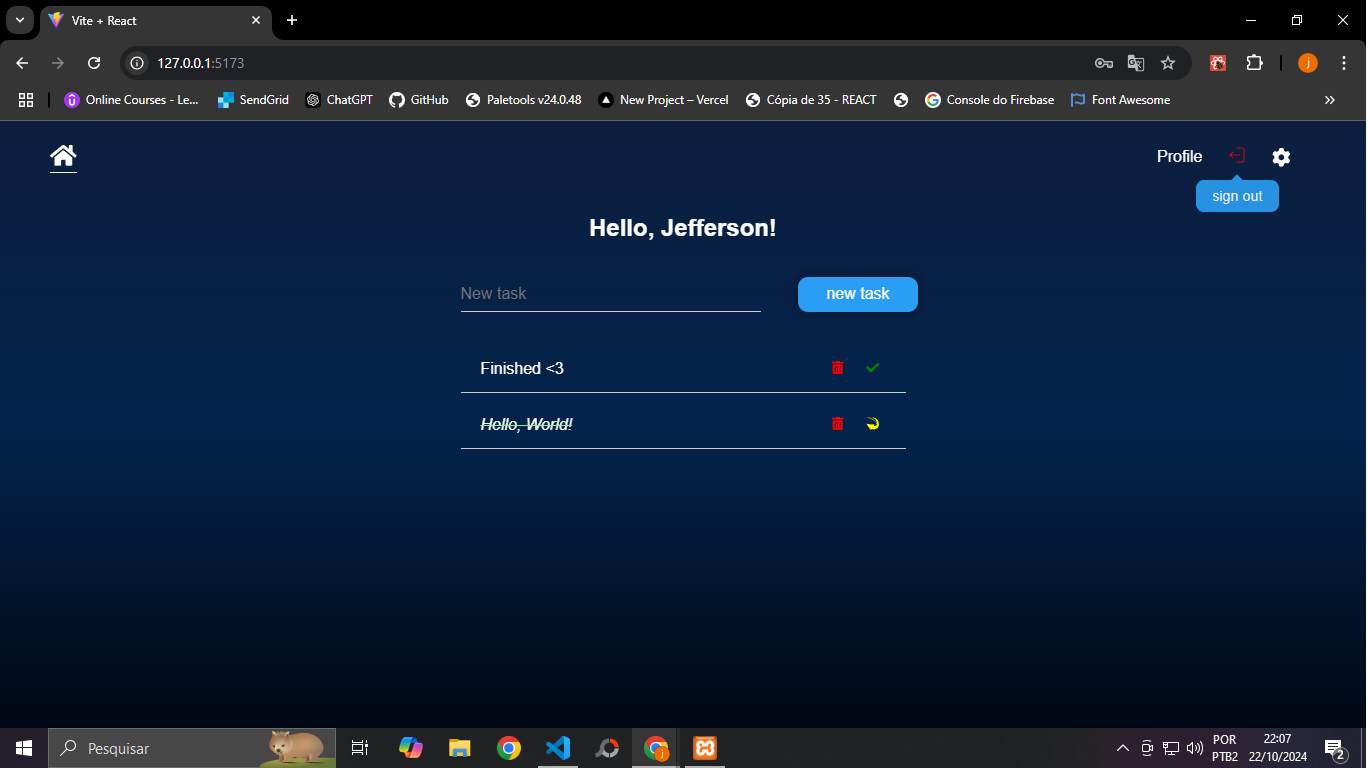 Vite + React
127.0.0.1:5173
j
Online Courses - Le... SendGrid ChatGPT GitHub Paletools v24.0.48 New Project – Vercel Cópia de 35 - REACT Console do Firebase Font Awesome
Profile
sign out
Hello, Jefferson!
New task new task
Finished <3
Hello, World!
Pesquisar
POR 22:07
PTB2 22/10/2024
2